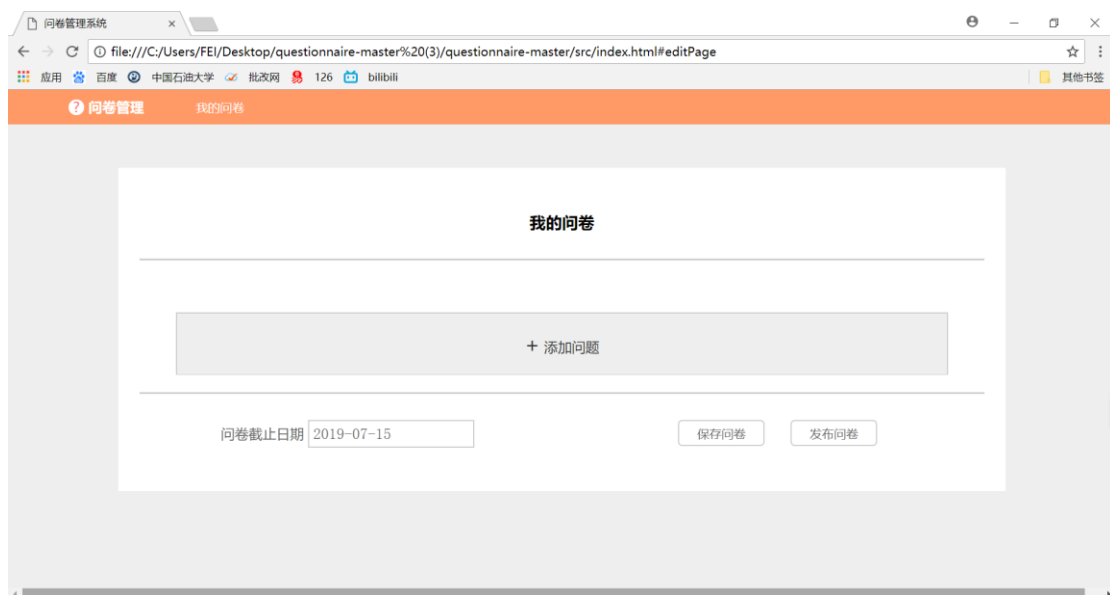 问卷管理系统
file:///C:/Users/FEI/Desktop/questionnaire-master%20(3)/questionnaire-master/src/index.html#editPage
应用 百度 中国石油大学 批改网 126 bilibili 其他书签
? 问卷管理 我的问卷
我的问卷
+ 添加问题
问卷截止日期 2019-07-15 保存问卷 发布问卷